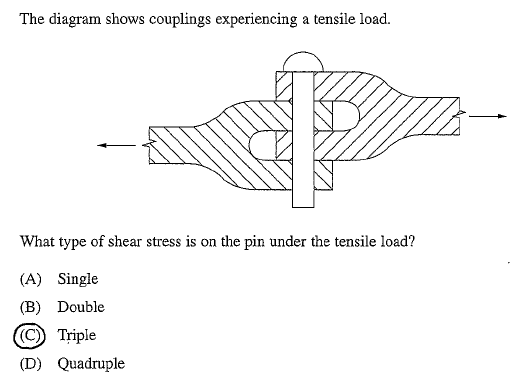 The diagram shows couplings experiencing a tensile load.
What type of shear stress is on the pin under the tensile load?
(A) Single
(B) Double
(C) Triple
(D) Quadruple